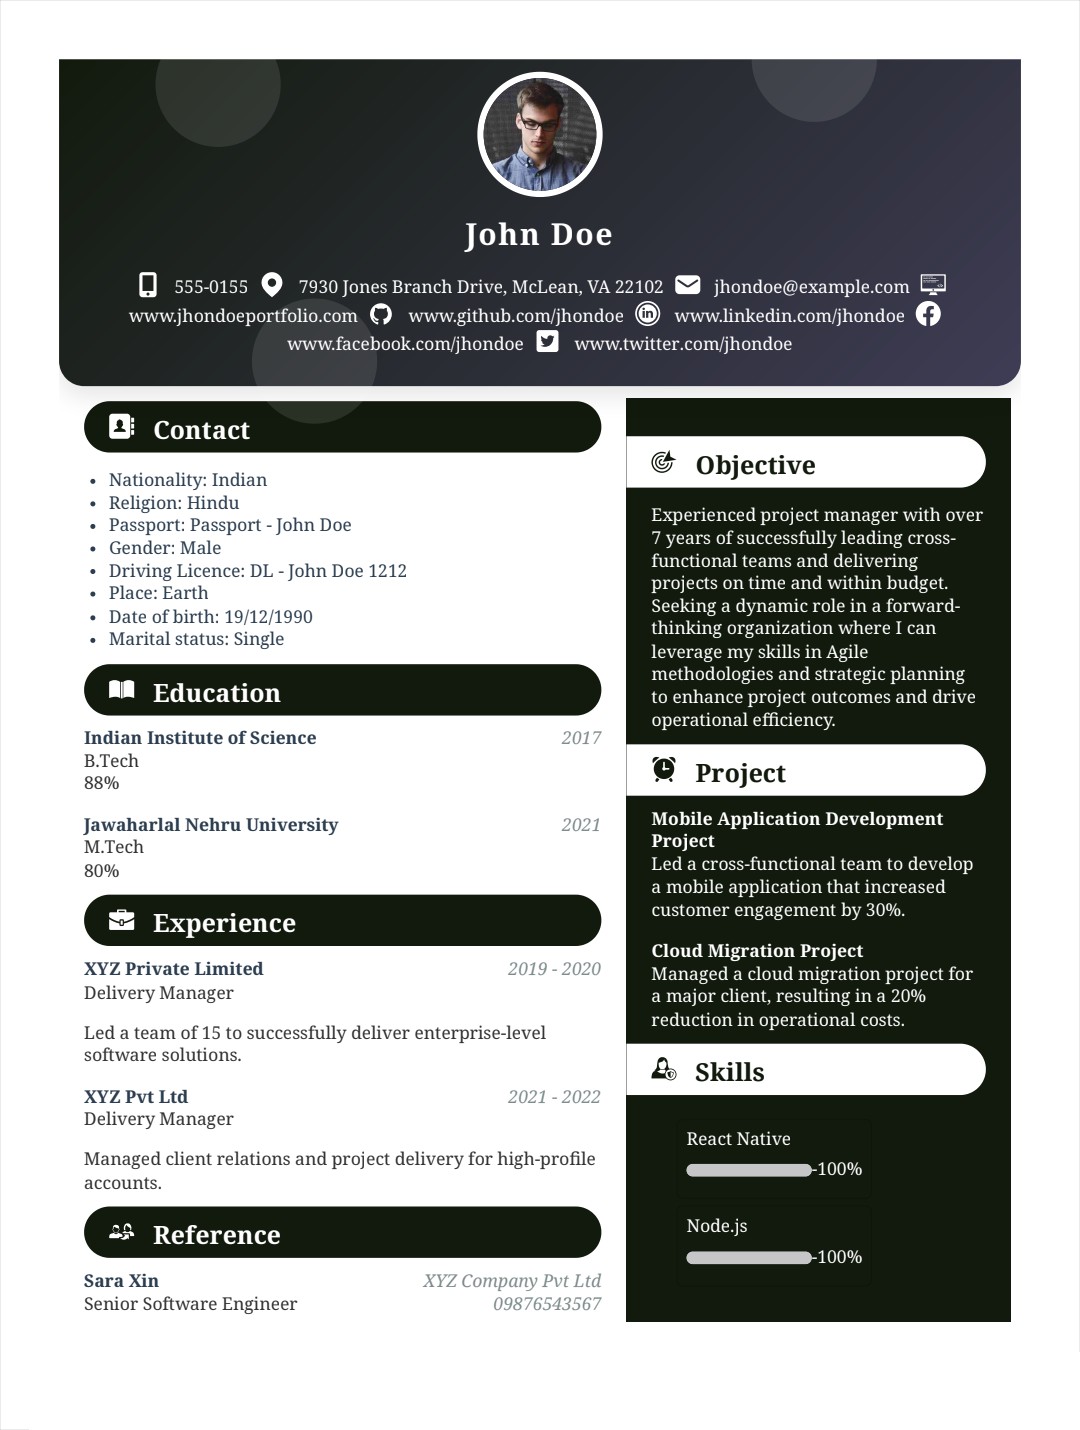 John Doe
555-0155 7930 Jones Branch Drive, McLean, VA 22102 jhondoe@example.com
www.jhondoeportfolio.com www.github.com/jhondoe www.linkedin.com/jhondoe
www.facebook.com/jhondoe www.twitter.com/jhondoe
Contact
• Nationality: Indian
• Religion: Hindu
• Passport: Passport - John Doe
• Gender: Male
• Driving Licence: DL - John Doe 1212
• Place: Earth
• Date of birth: 19/12/1990
• Marital status: Single
Education
Indian Institute of Science 2017
B.Tech
88%
Jawaharlal Nehru University 2021
M.Tech
80%
Experience
XYZ Private Limited 2019 - 2020
Delivery Manager
Led a team of 15 to successfully deliver enterprise-level
software solutions.
XYZ Pvt Ltd 2021 - 2022
Delivery Manager
Managed client relations and project delivery for high-profile
accounts.
Reference
Sara Xin XYZ Company Pvt Ltd
Senior Software Engineer 09876543567
Objective
Experienced project manager with over
7 years of successfully leading cross-
functional teams and delivering
projects on time and within budget.
Seeking a dynamic role in a forward-
thinking organization where I can
leverage my skills in Agile
methodologies and strategic planning
to enhance project outcomes and drive
operational efficiency.
Project
Mobile Application Development
Project
Led a cross-functional team to develop
a mobile application that increased
customer engagement by 30%.
Cloud Migration Project
Managed a cloud migration project for
a major client, resulting in a 20%
reduction in operational costs.
Skills
React Native
-100%
Node.js
-100%